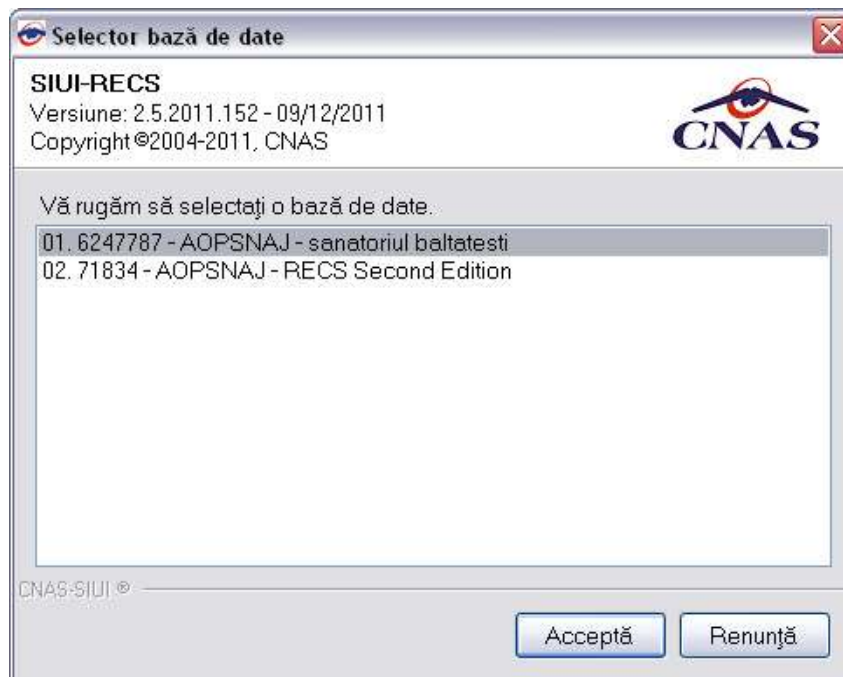 Selector bază de date
SIUI-RECS
Versiune: 2.5.2011.152 - 09/12/2011
Copyright ©2004-2011, CNAS
CNAS
Vă rugăm să selectaţi o bază de date.
01. 6247787 - AOPSNAJ - sanatoriul baltatesti
02. 71834 - AOPSNAJ - RECS Second Edition
CNAS-SIUI ®
Acceptă
Renunţă